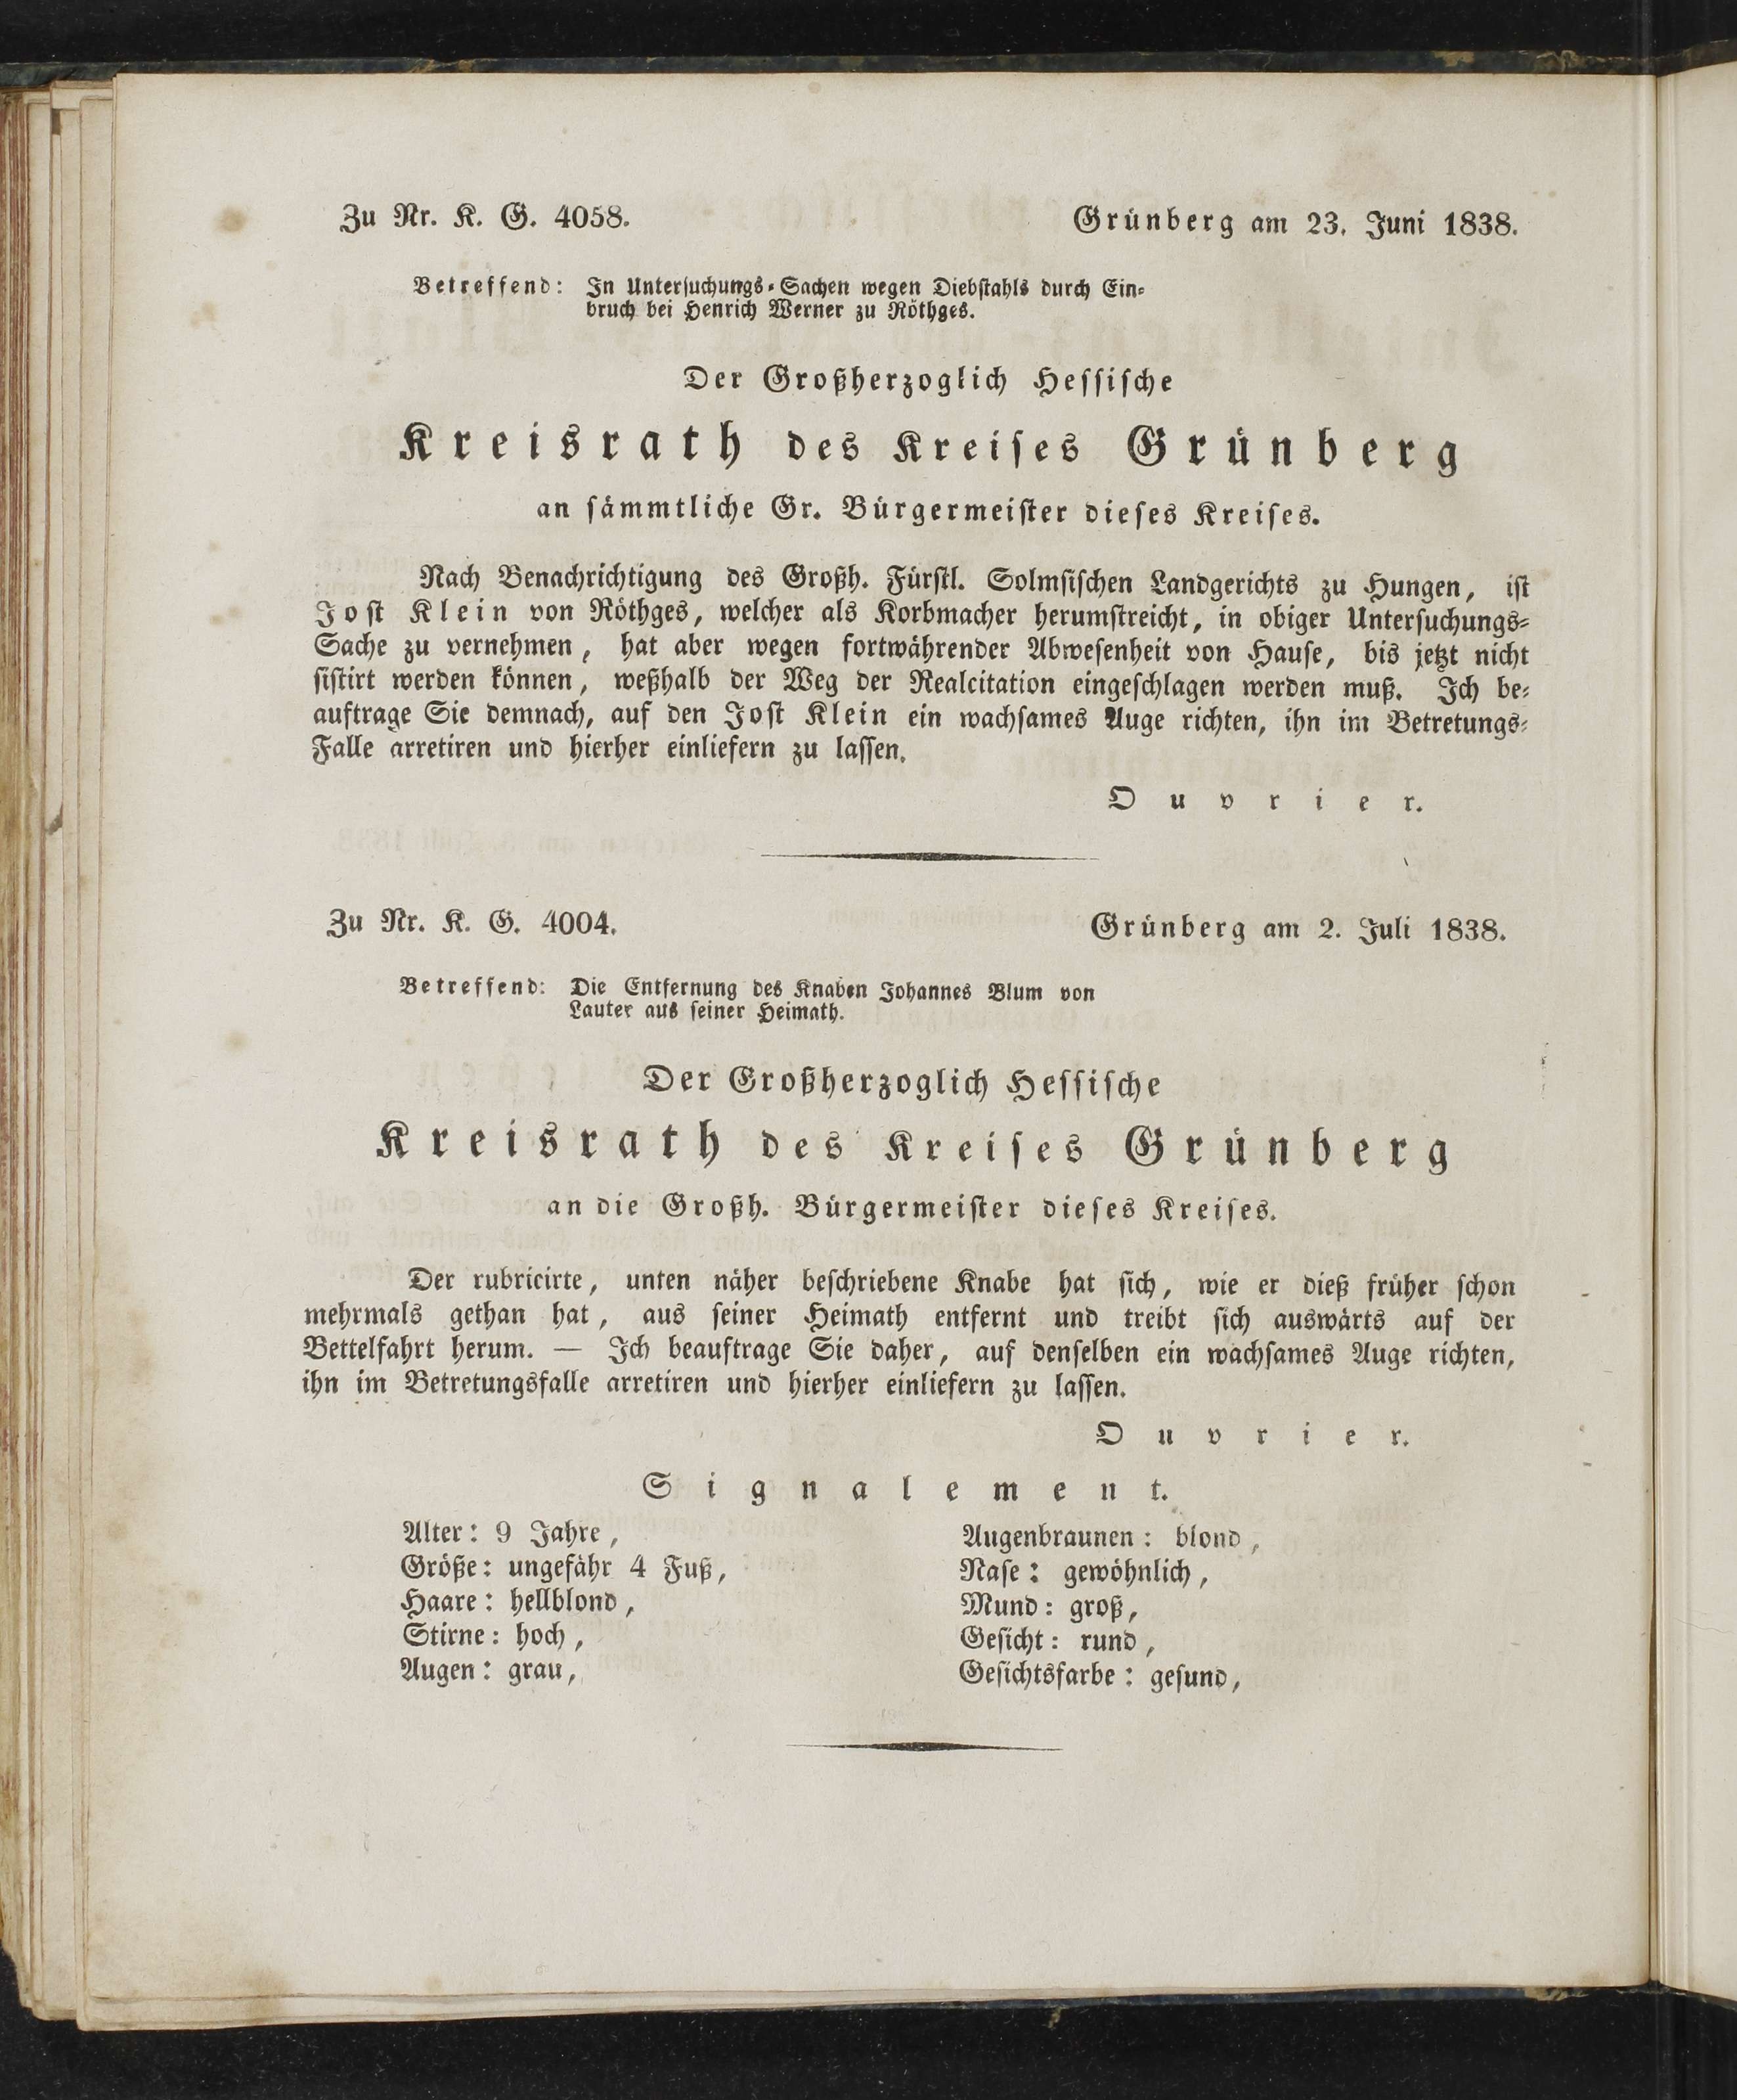 Zu Nr. K. G. 4058. Grünberg am 23. Juni 1838.
Betreffend: In Untersuchungs-Sachen wegen Diebstahls durch Ein-
bruch bei Henrich Werner zu Röthges.
Der Großherzoglich Hessische
Kreisrath des Kreises Grünberg
an sämmtliche Gr. Bürgermeister dieses Kreises.
Nach Benachrichtigung des Großh. Fürstl. Solmsischen Landgerichts zu Hungen, ist
Jost Klein von Röthges, welcher als Korbmacher herumstreicht, in obiger Untersuchungs-
Sache zu vernehmen, hat aber wegen fortwährender Abwesenheit von Hause, bis jetzt nicht
sistirt werden können, weßhalb der Weg der Realcitation eingeschlagen werden muß. Ich be-
auftrage Sie demnach, auf den Jost Klein ein wachsames Auge richten, ihn im Betretungs-
Falle arretiren und hierher einliefern zu lassen.
Ouvrier.
Zu Nr. K. G. 4004. Grünberg am 2. Juli 1838.
Betreffend: Die Entfernung des Knaben Johannes Blum von
Lauter aus seiner Heimath.
Der Großherzoglich Hessische
Kreisrath des Kreises Grünberg
an die Großh. Bürgermeister dieses Kreises.
Der rubricirte, unten näher beschriebene Knabe hat sich, wie er dieß früher schon
mehrmals gethan hat, aus seiner Heimath entfernt und treibt sich auswärts auf der
Bettelfahrt herum. — Ich beauftrage Sie daher, auf denselben ein wachsames Auge richten,
ihn im Betretungsfalle arretiren und hierher einliefern zu lassen.
Ouvrier.
Signalement.
Alter: 9 Jahre,
Größe: ungefähr 4 Fuß,
Haare: hellblond,
Stirne: hoch,
Augen: grau,
Augenbraunen: blond,
Nase: gewöhnlich,
Mund: groß,
Gesicht: rund,
Gesichtsfarbe: gesund,